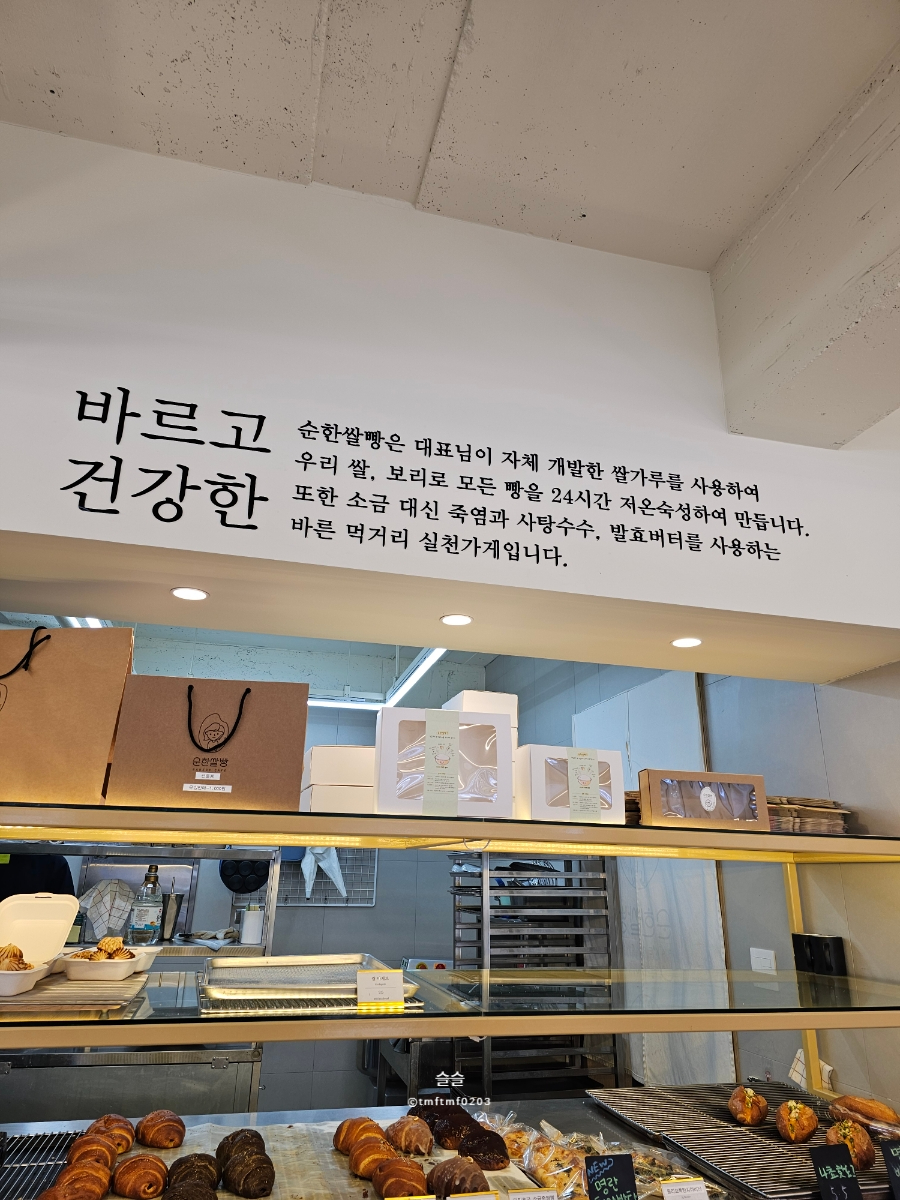 바르고
건강한
순한쌀빵은 대표님이 자체 개발한 쌀가루를 사용하여
우리 쌀, 보리로 모든 빵을 24시간 저온숙성하여 만듭니다.
또한 소금 대신 죽염과 사탕수수, 발효버터를 사용하는
바른 먹거리 실천가게입니다.
순한쌀빵
슬슬
©tmftmf0203
NEW
명란